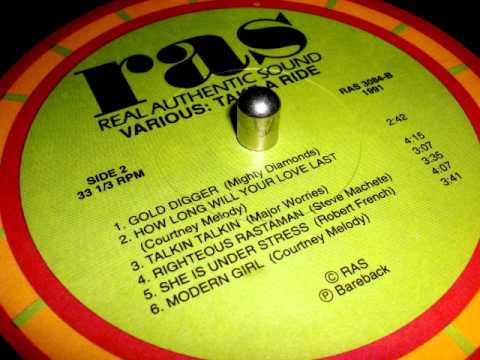 ras
REAL AUTHENTIC SOUND
VARIOUS: TAKE A RIDE
RAS 3084-B
1991
SIDE 2
33 1/3 RPM
1. GOLD DIGGER (Mighty Diamonds) 2:42
2. HOW LONG WILL YOUR LOVE LAST
(Courtney Melody) 4:15
3. TALKIN TALKIN' (Major Worries) 3:07
4. RIGHTEOUS RASTAMAN (Steve Machete) 3:35
5. SHE IS UNDER STRESS (Robert French) 4:07
6. MODERN GIRL (Courtney Melody) 3:41
© RAS
Ⓟ Bareback